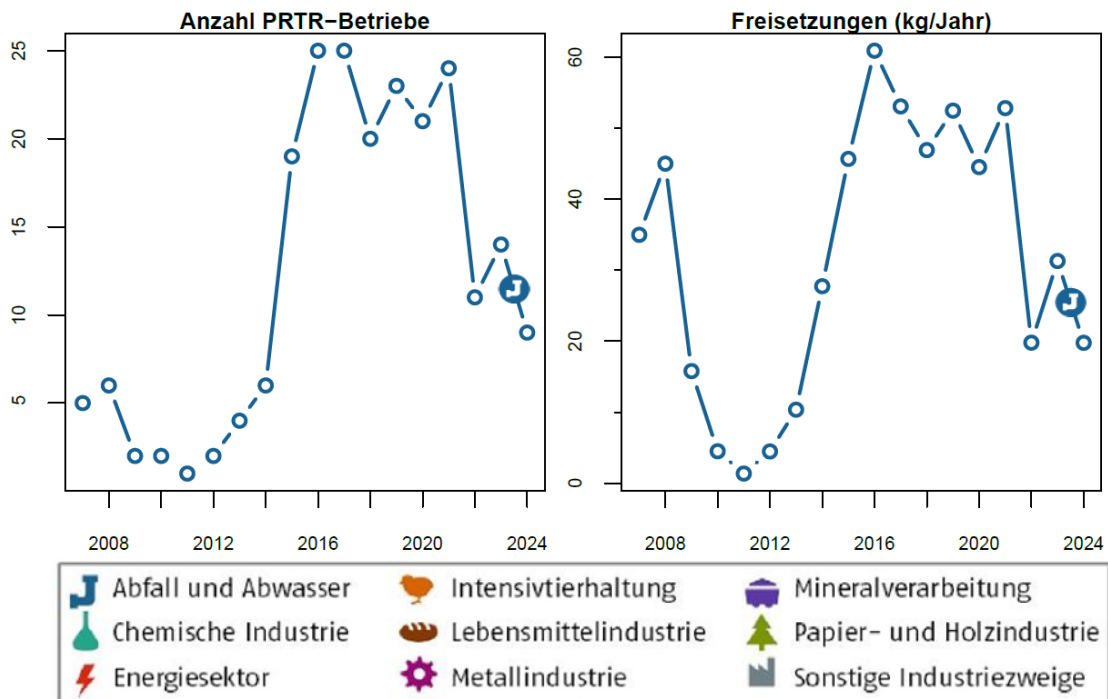 Anzahl PRTR−Betriebe
25
20
15
10
5
2008 2012 2016 2020 2024
Freisetzungen (kg/Jahr)
60
40
20
0
2008 2012 2016 2020 2024
Abfall und Abwasser Intensivtierhaltung Mineralverarbeitung
Chemische Industrie Lebensmittelindustrie Papier- und Holzindustrie
Energiesektor Metallindustrie Sonstige Industriezweige